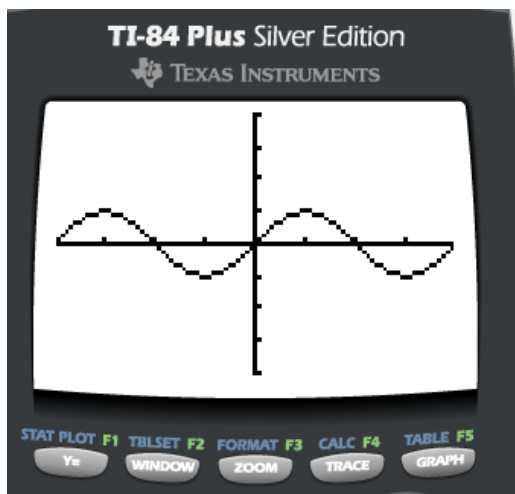 TI-84 Plus Silver Edition
TEXAS INSTRUMENTS
STAT PLOT F1 TBLSET F2 FORMAT F3 CALC F4 TABLE F5
Y= WINDOW ZOOM TRACE GRAPH